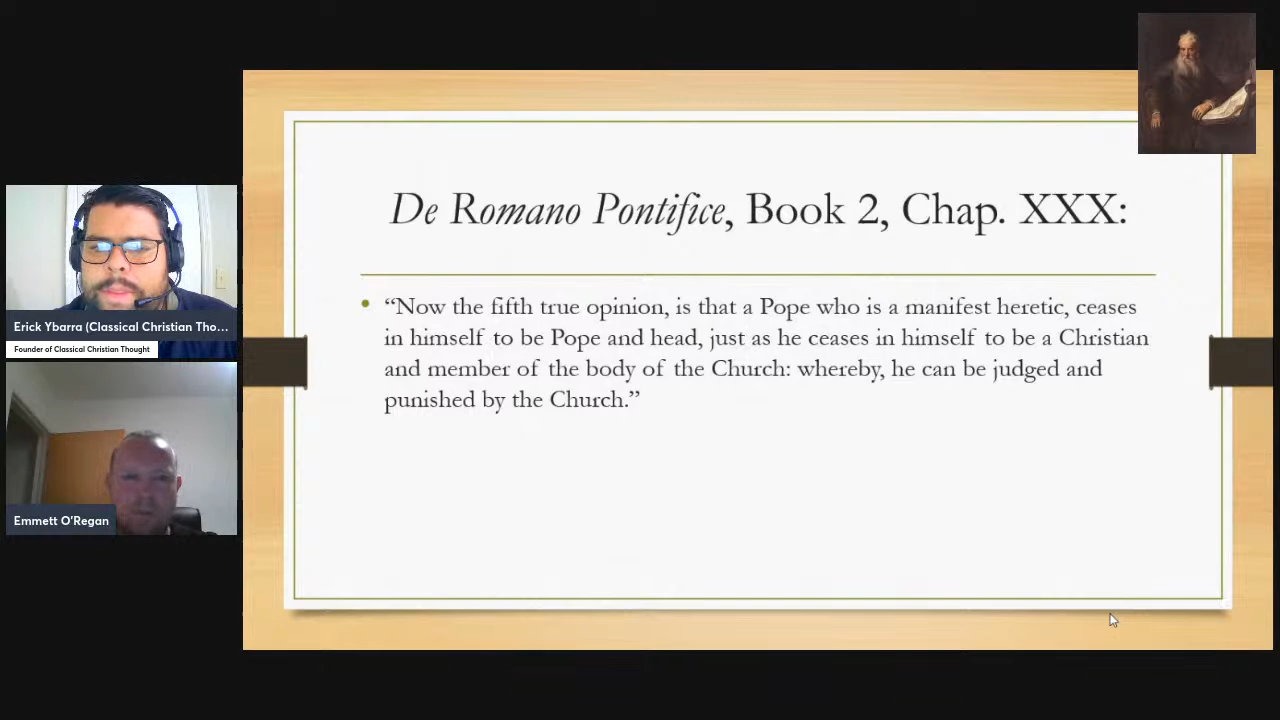 De Romano Pontifice, Book 2, Chap. XXX:
“Now the fifth true opinion, is that a Pope who is a manifest heretic, ceases
in himself to be Pope and head, just as he ceases in himself to be a Christian
and member of the body of the Church: whereby, he can be judged and
punished by the Church.”
Erick Ybarra (Classical Christian Tho...
Founder of Classical Christian Thought
Emmett O'Regan